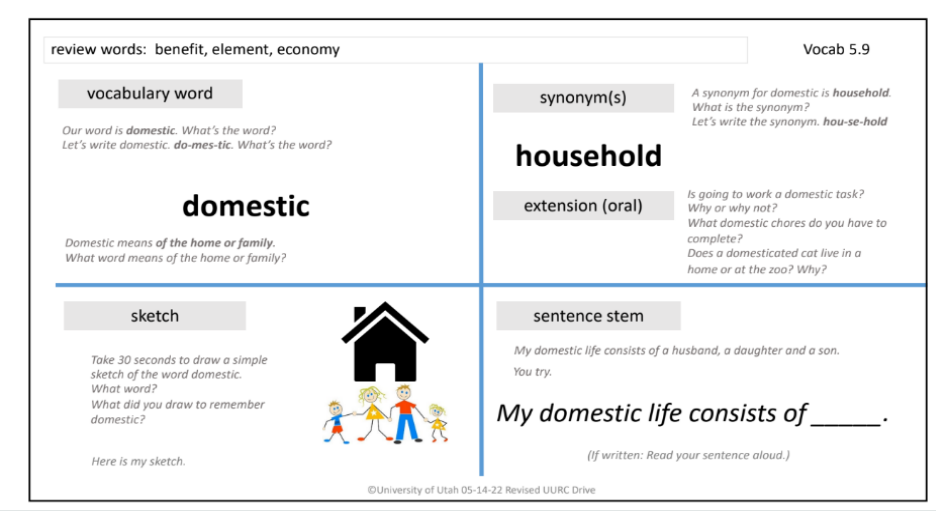 review words: benefit, element, economy
Vocab 5.9
vocabulary word
Our word is domestic. What's the word?
Let's write domestic. do-mes-tic. What's the word?
domestic
Domestic means of the home or family.
What word means of the home or family?
synonym(s)
A synonym for domestic is household.
What is the synonym?
Let's write the synonym. hou-se-hold
household
extension (oral)
Is going to work a domestic task?
Why or why not?
What domestic chores do you have to
complete?
Does a domesticated cat live in a
home or at the zoo? Why?
sketch
Take 30 seconds to draw a simple
sketch of the word domestic.
What word?
What did you draw to remember
domestic?
Here is my sketch.
sentence stem
My domestic life consists of a husband, a daughter and a son.
You try.
My domestic life consists of _____.
(If written: Read your sentence aloud.)
©University of Utah 05-14-22 Revised UURC Drive